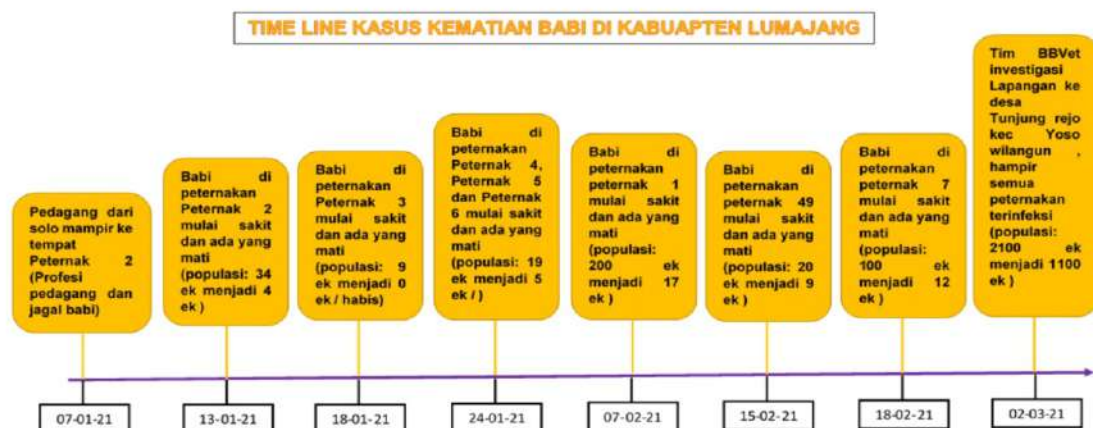 TIME LINE KASUS KEMATIAN BABI DI KABUAPTEN LUMAJANG
Pedagang dari
solo mampir ke
tempat
Peternak 2
(Profesi
pedagang dan
jagal babi)
Babi di
peternakan
Peternak 2
mulai sakit
dan ada yang
mati
(populasi: 34
ek menjadi 4
ek )
Babi di
peternakan
Peternak 3
mulai sakit
dan ada yang
mati
(populasi: 9
ek menjadi 0
ek / habis)
Babi di
peternakan
Peternak 4,
Peternak 5
dan Peternak
6 mulai sakit
dan ada yang
mati
(populasi: 19
ek menjadi 5
ek / )
Babi di
peternakan
peternak 1
mulai sakit
dan ada yang
mati
(populasi:
200 ek
menjadi 17
ek )
Babi di
peternakan
peternak 49
mulai sakit
dan ada yang
mati
(populasi: 20
ek menjadi 9
ek )
Babi di
peternakan
peternak 7
mulai sakit
dan ada yang
mati
(populasi:
100 ek
menjadi 12
ek )
Tim BBVet
investigasi
Lapangan ke
desa
Tunjung rejo
kec Yoso
wilangun ,
hampir
semua
peternakan
terinfeksi
(populasi:
2100 ek
menjadi 1100
ek )
07-01-21
13-01-21
18-01-21
24-01-21
07-02-21
15-02-21
18-02-21
02-03-21